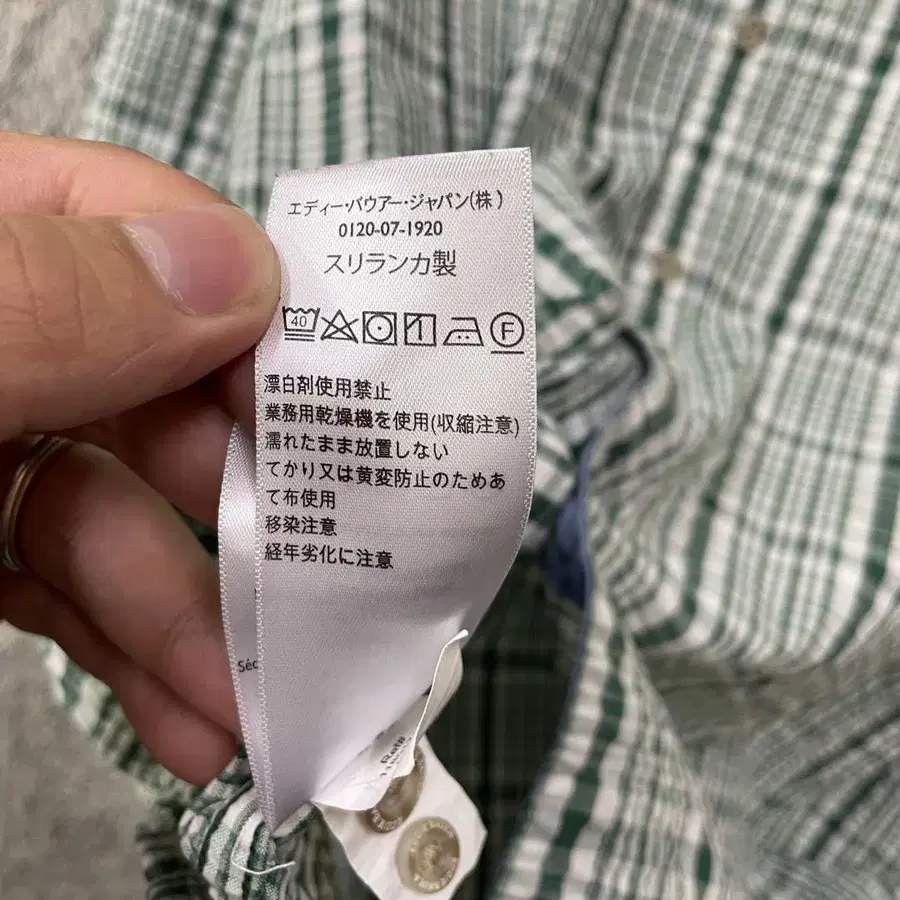 エディー・バウアー・ジャパン(株)
0120-07-1920
スリランカ製
40
F
漂白剤使用禁止
業務用乾燥機を使用(収縮注意)
濡れたまま放置しない
てかり又は黄変防止のためあ
て布使用
移染注意
経年劣化に注意
Séc